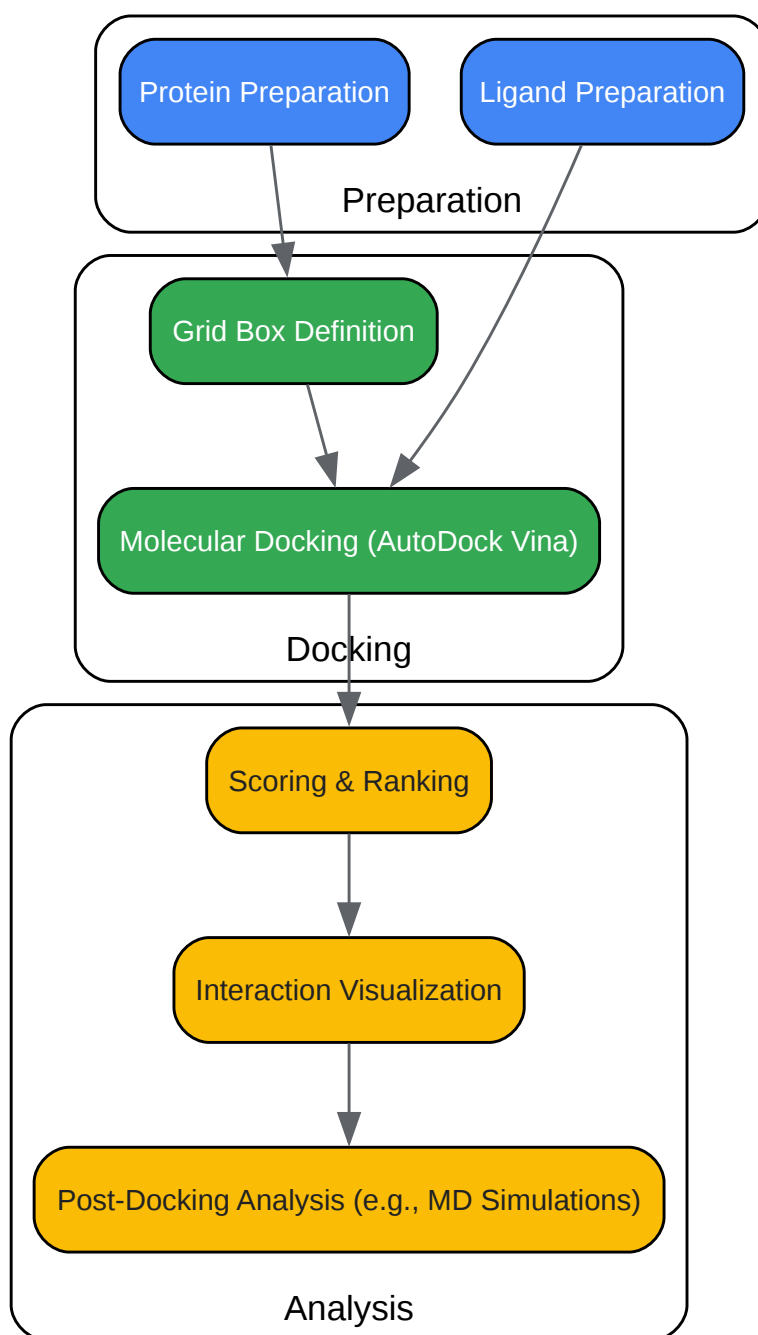 Protein Preparation
Ligand Preparation
Preparation
Grid Box Definition
Molecular Docking (AutoDock Vina)
Docking
Scoring & Ranking
Interaction Visualization
Post-Docking Analysis (e.g., MD Simulations)
Analysis